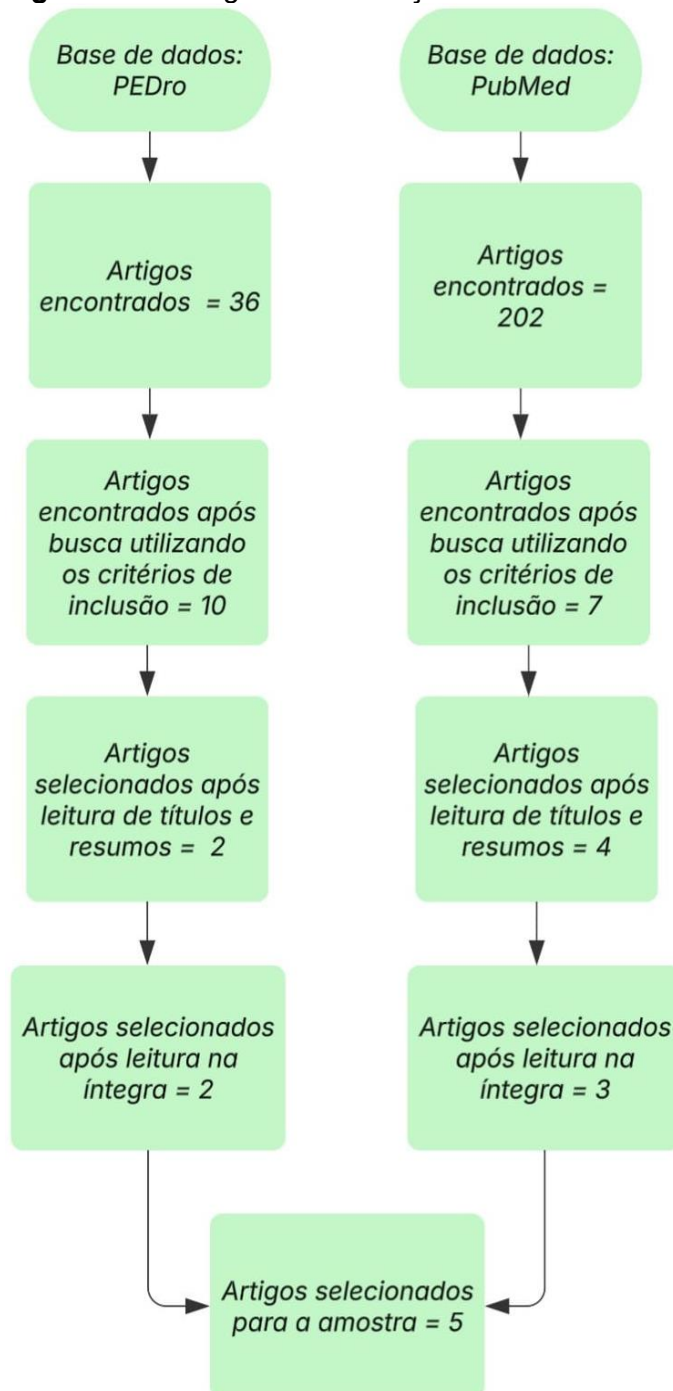 Base de dados:
PEDro
Base de dados:
PubMed
Artigos
encontrados = 36
Artigos
encontrados =
202
Artigos
encontrados após
busca utilizando
os critérios de
inclusão = 10
Artigos
encontrados após
busca utilizando
os critérios de
inclusão = 7
Artigos
selecionados após
leitura de títulos e
resumos = 2
Artigos
selecionados após
leitura de títulos e
resumos = 4
Artigos selecionados
após leitura na
íntegra = 2
Artigos selecionados
após leitura na
íntegra = 3
Artigos selecionados
para a amostra = 5